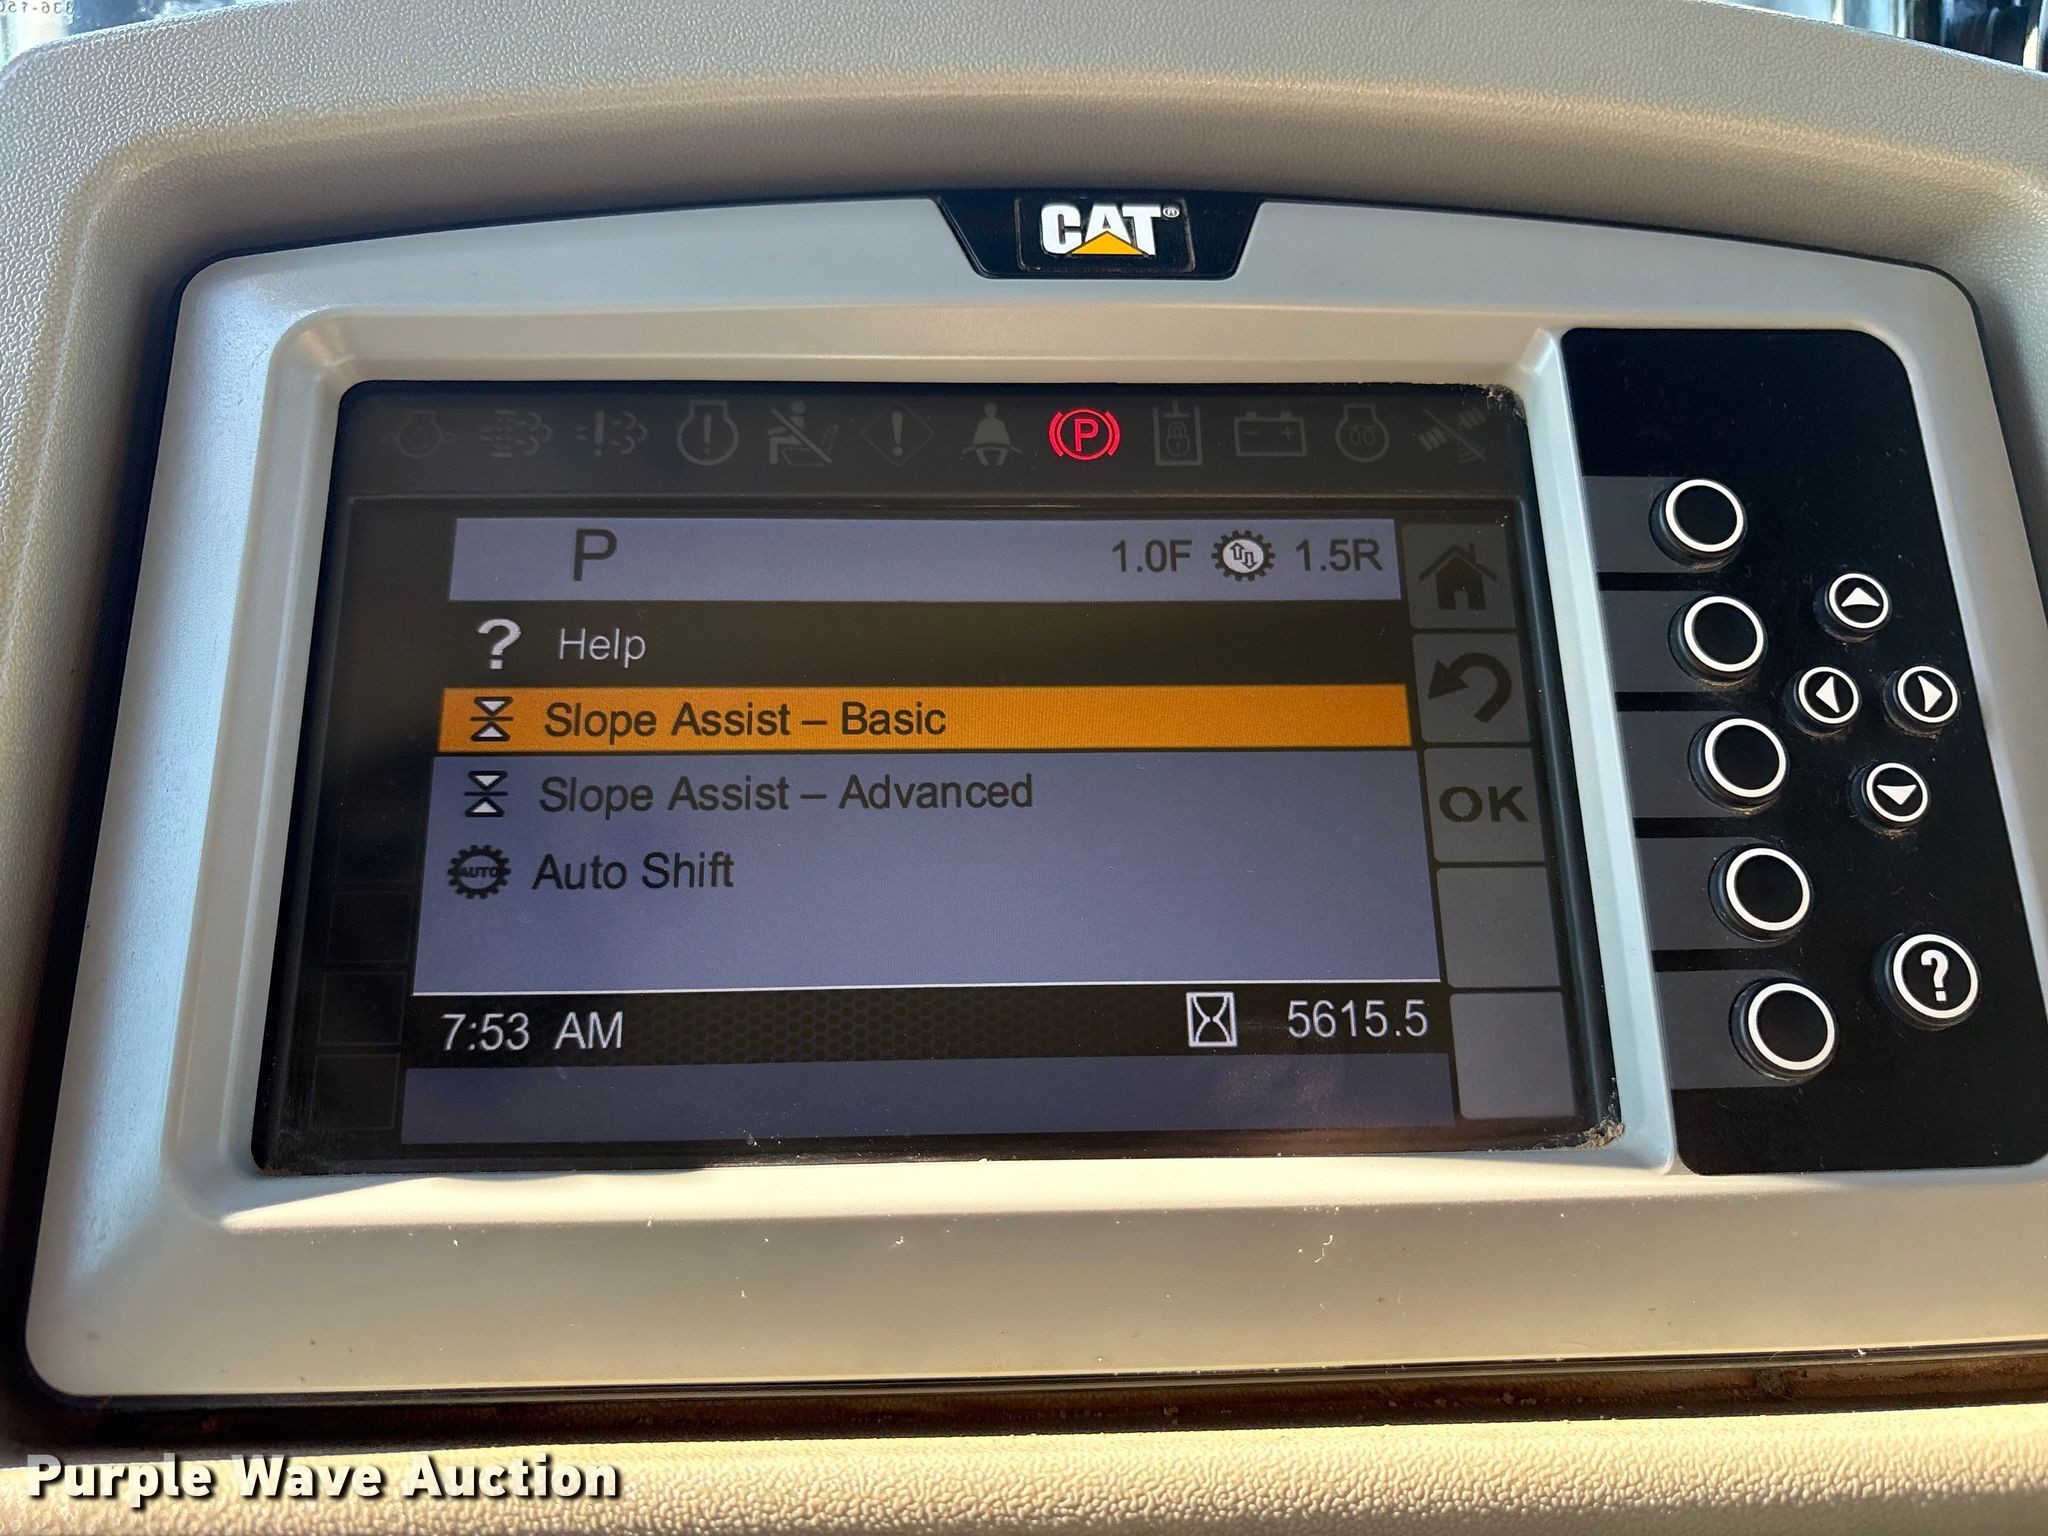 CAT®
P
P 1.0F 1.5R
? Help
Slope Assist – Basic
Slope Assist – Advanced
OK
AUTO Auto Shift
7:53 AM 5615.5
?
Purple Wave Auction